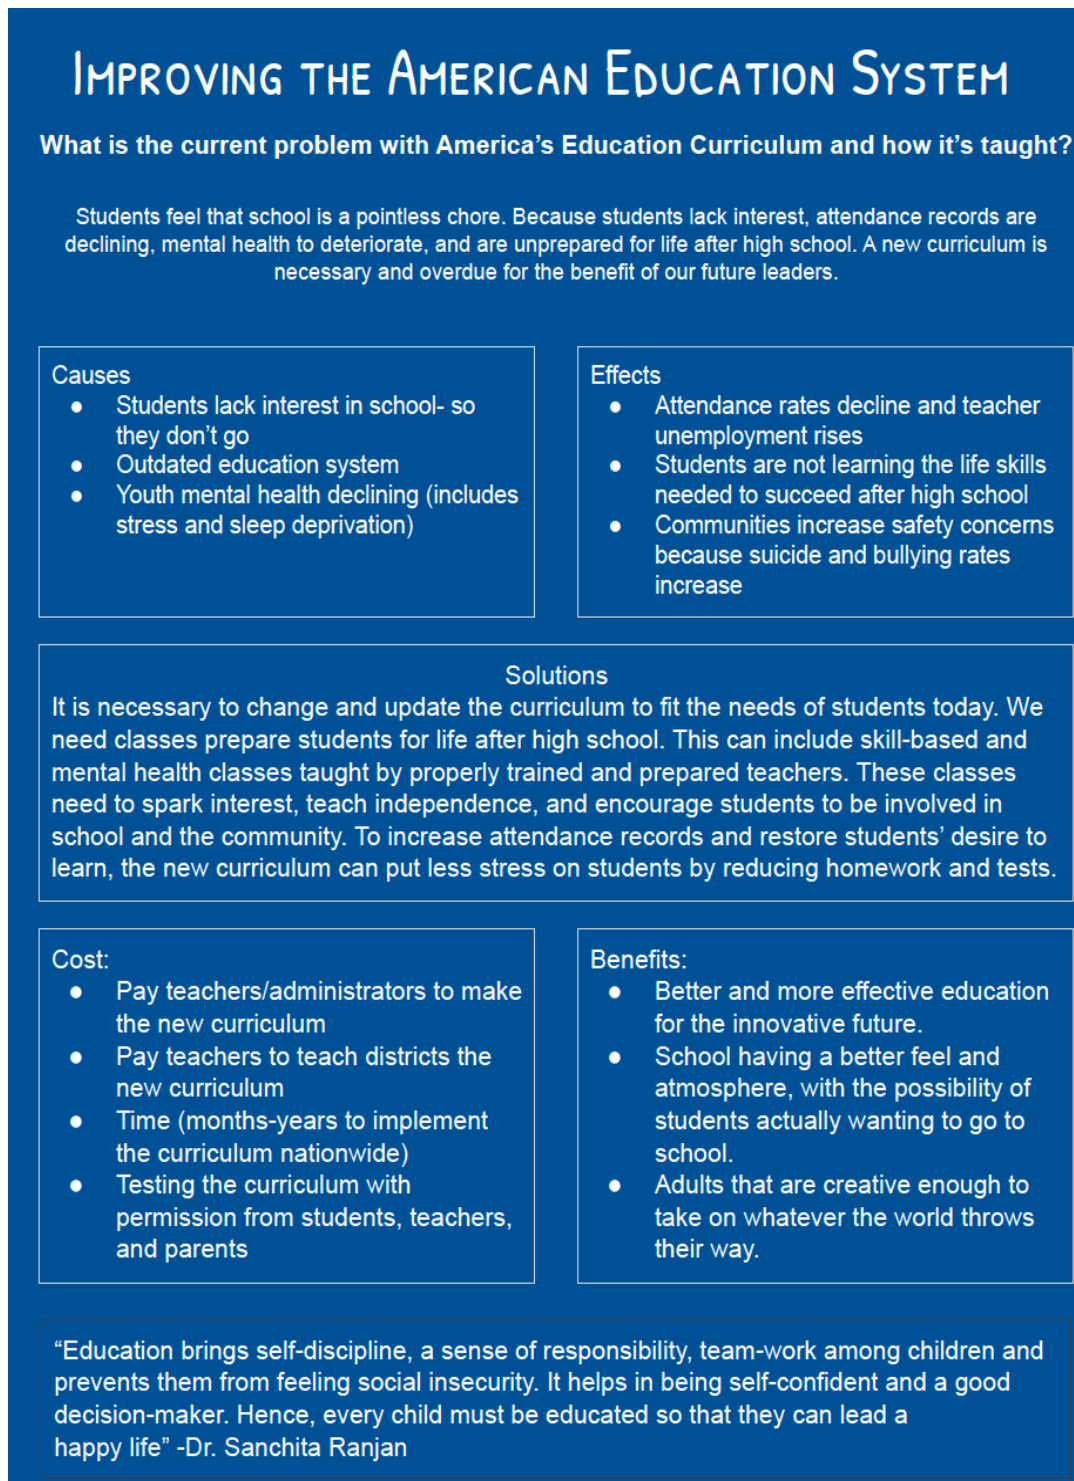 IMPROVING THE AMERICAN EDUCATION SYSTEM
What is the current problem with America's Education Curriculum and how it's taught?
Students feel that school is a pointless chore. Because students lack interest, attendance records are
declining, mental health to deteriorate, and are unprepared for life after high school. A new curriculum is
necessary and overdue for the benefit of our future leaders.
Causes
● Students lack interest in school- so
they don't go
● Outdated education system
● Youth mental health declining (includes
stress and sleep deprivation)
Effects
● Attendance rates decline and teacher
unemployment rises
● Students are not learning the life skills
needed to succeed after high school
● Communities increase safety concerns
because suicide and bullying rates
increase
Solutions
It is necessary to change and update the curriculum to fit the needs of students today. We
need classes prepare students for life after high school. This can include skill-based and
mental health classes taught by properly trained and prepared teachers. These classes
need to spark interest, teach independence, and encourage students to be involved in
school and the community. To increase attendance records and restore students' desire to
learn, the new curriculum can put less stress on students by reducing homework and tests.
Cost:
● Pay teachers/administrators to make
the new curriculum
● Pay teachers to teach districts the
new curriculum
● Time (months-years to implement
the curriculum nationwide)
● Testing the curriculum with
permission from students, teachers,
and parents
Benefits:
● Better and more effective education
for the innovative future.
● School having a better feel and
atmosphere, with the possibility of
students actually wanting to go to
school.
● Adults that are creative enough to
take on whatever the world throws
their way.
“Education brings self-discipline, a sense of responsibility, team-work among children and
prevents them from feeling social insecurity. It helps in being self-confident and a good
decision-maker. Hence, every child must be educated so that they can lead a
happy life” -Dr. Sanchita Ranjan